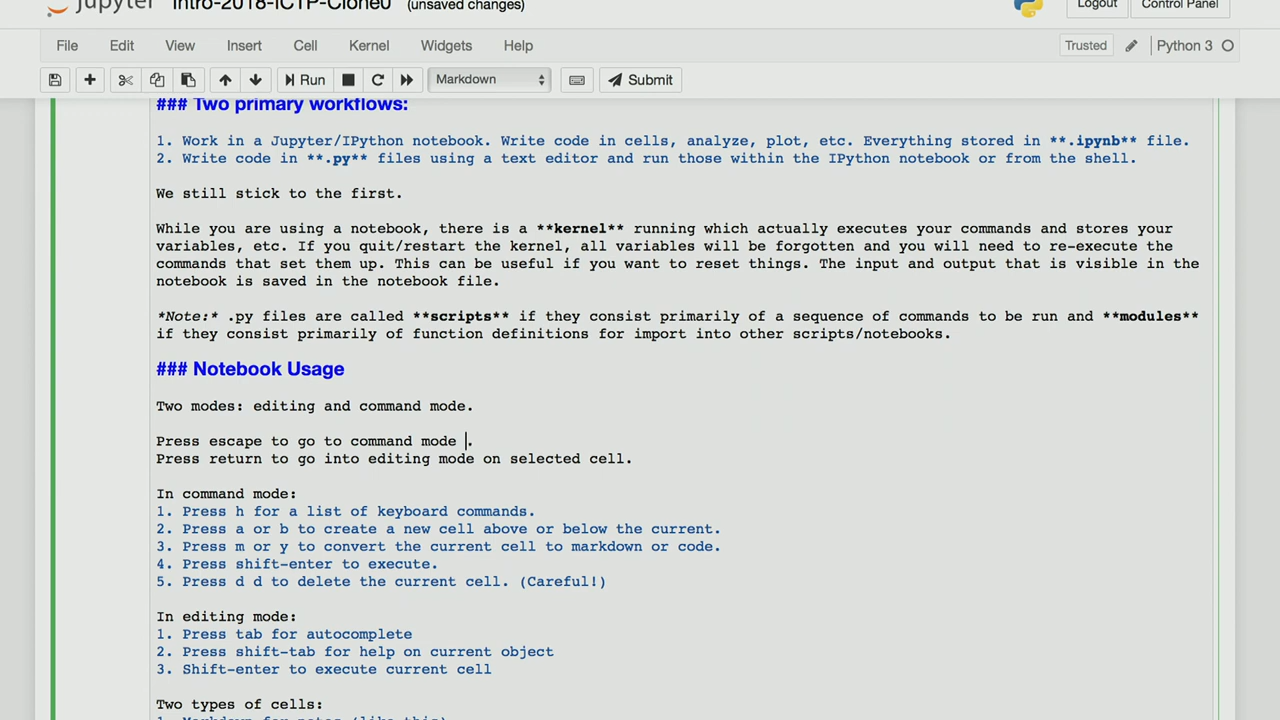 jupyter Intro-2018-ICTP-Clone0 (unsaved changes) Logout Control Panel
File Edit View Insert Cell Kernel Widgets Help Trusted Python 3
Run Markdown Submit
### Two primary workflows:
1. Work in a Jupyter/IPython notebook. Write code in cells, analyze, plot, etc. Everything stored in **.ipynb** file.
2. Write code in **.py** files using a text editor and run those within the IPython notebook or from the shell.
We still stick to the first.
While you are using a notebook, there is a **kernel** running which actually executes your commands and stores your
variables, etc. If you quit/restart the kernel, all variables will be forgotten and you will need to re-execute the
commands that set them up. This can be useful if you want to reset things. The input and output that is visible in the
notebook is saved in the notebook file.
*Note:* .py files are called **scripts** if they consist primarily of a sequence of commands to be run and **modules**
if they consist primarily of function definitions for import into other scripts/notebooks.
### Notebook Usage
Two modes: editing and command mode.
Press escape to go to command mode .
Press return to go into editing mode on selected cell.
In command mode:
1. Press h for a list of keyboard commands.
2. Press a or b to create a new cell above or below the current.
3. Press m or y to convert the current cell to markdown or code.
4. Press shift-enter to execute.
5. Press d d to delete the current cell. (Careful!)
In editing mode:
1. Press tab for autocomplete
2. Press shift-tab for help on current object
3. Shift-enter to execute current cell
Two types of cells:
1. Markdown for notes (like this)